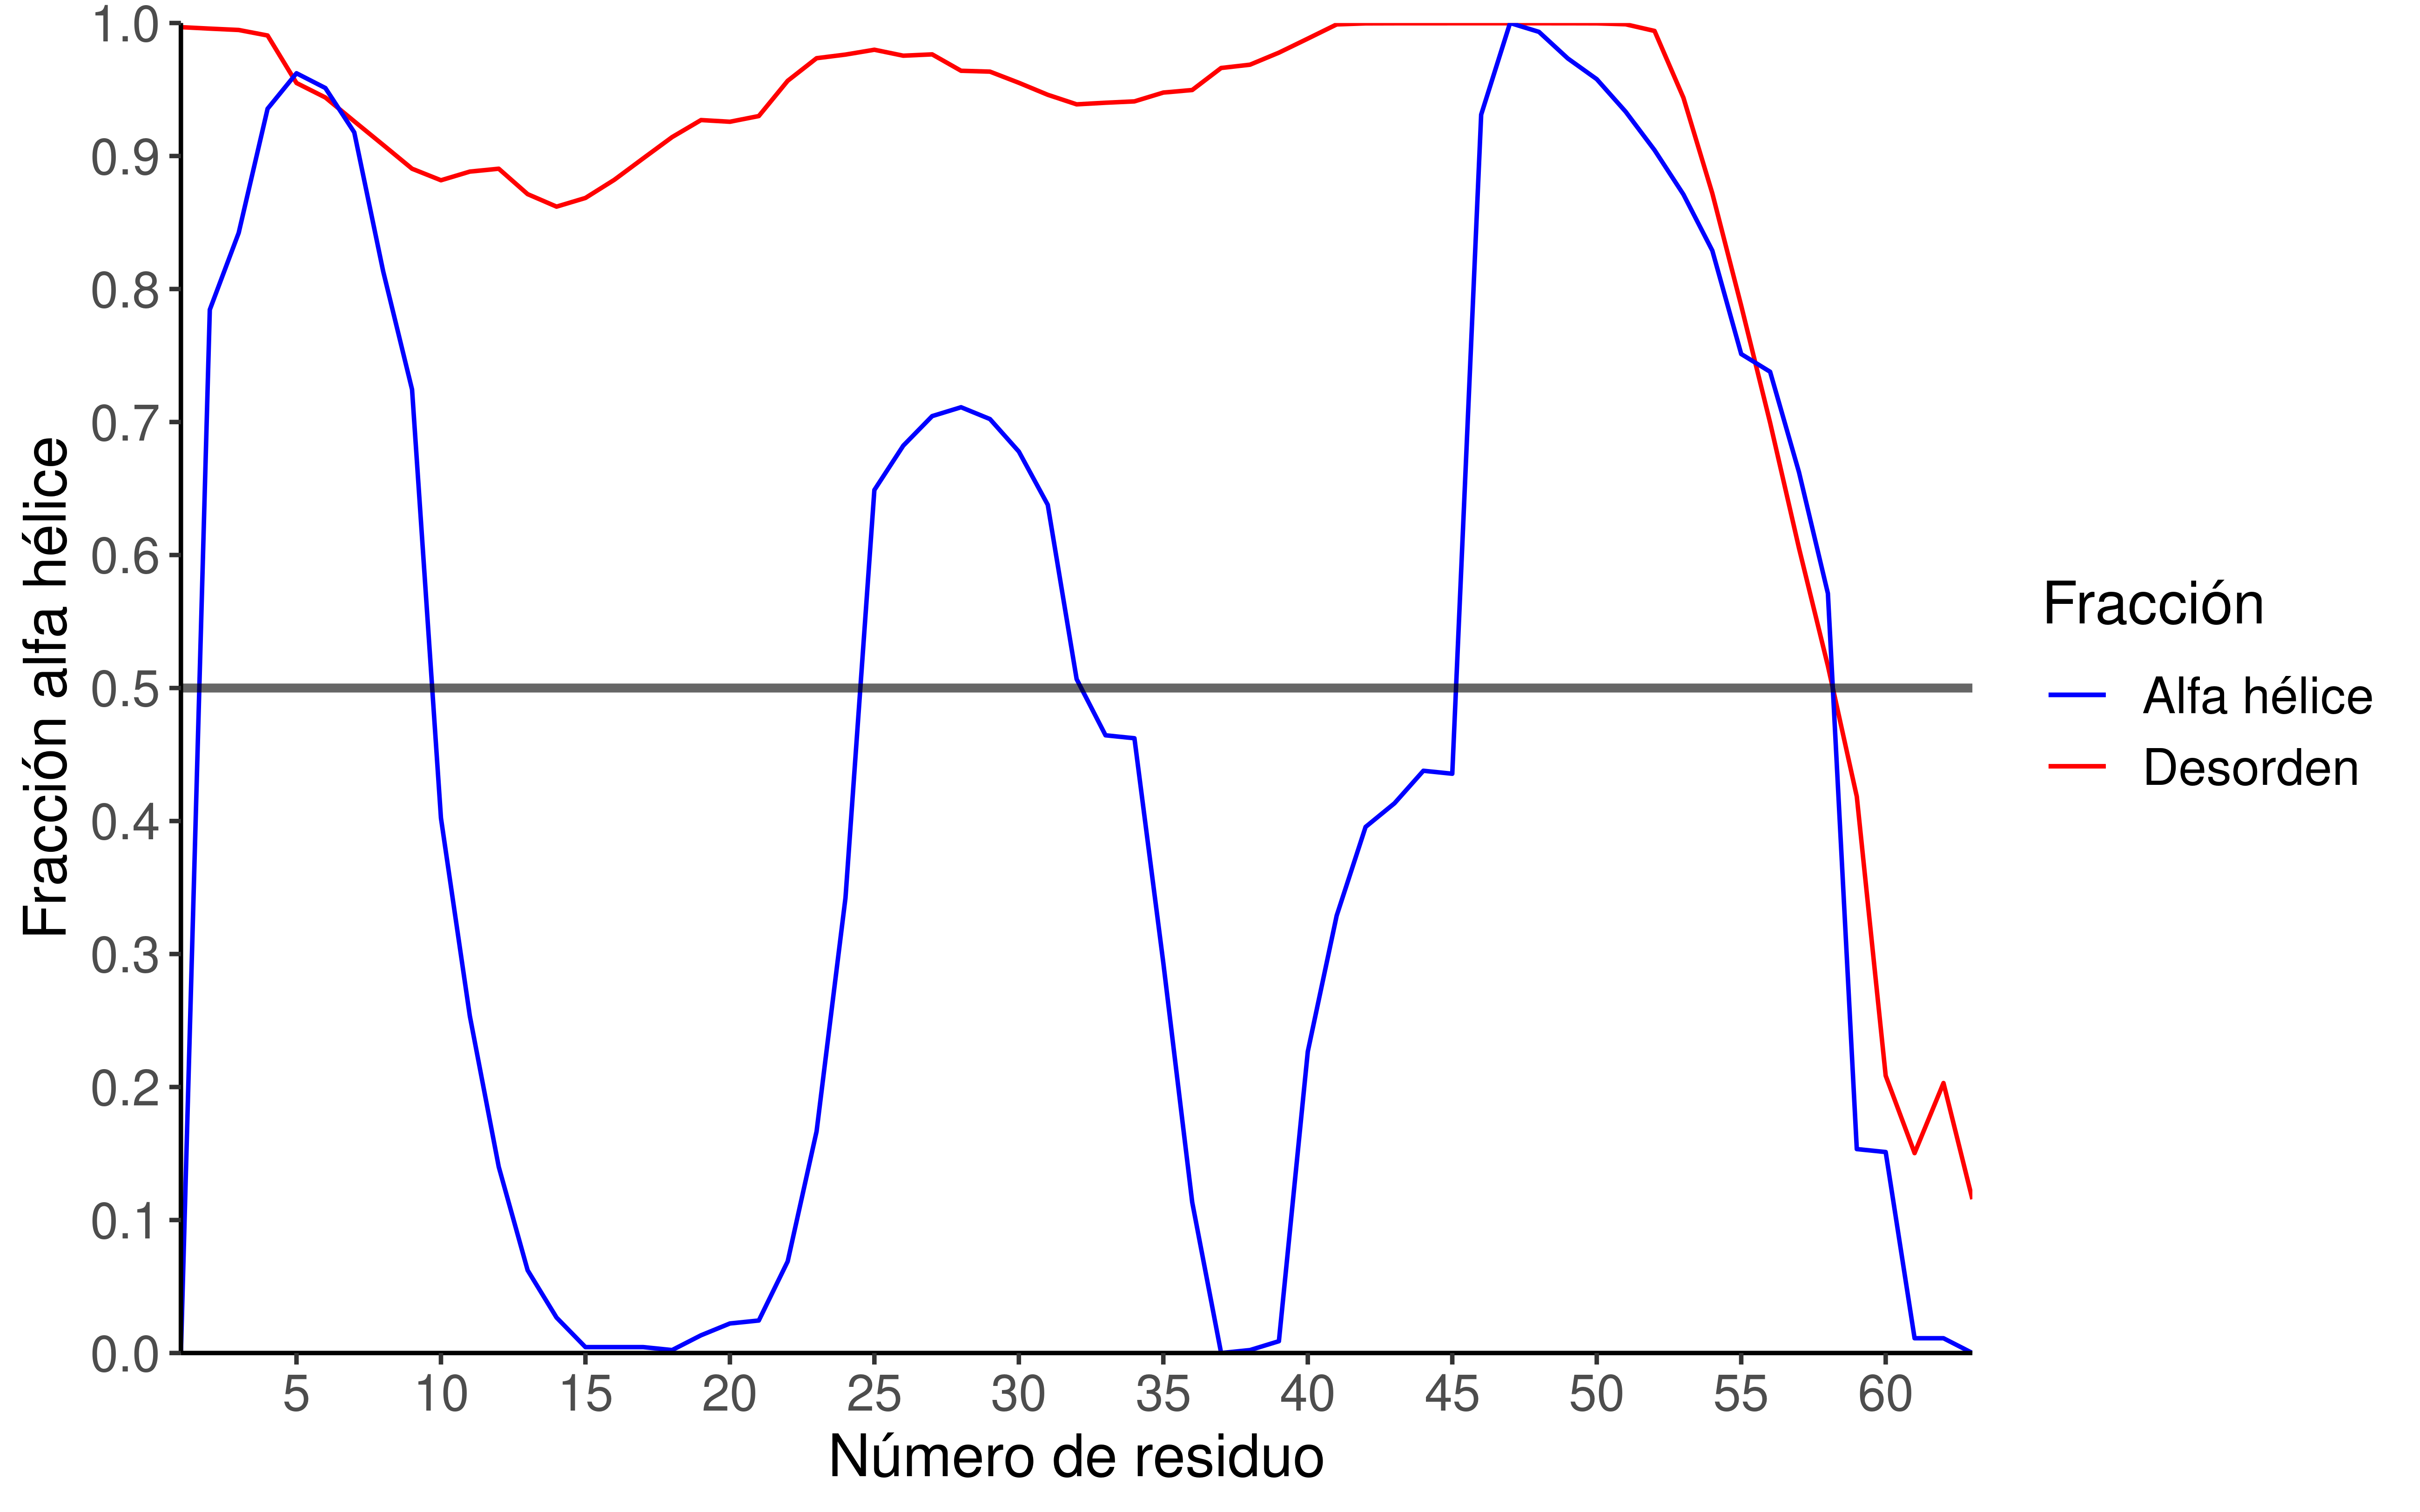 Fracción alfa hélice
1.0
0.9
0.8
0.7
0.6
0.5
0.4
0.3
0.2
0.1
0.0
5 10 15 20 25 30 35 40 45 50 55 60
Número de residuo
Fracción
Alfa hélice
Desorden